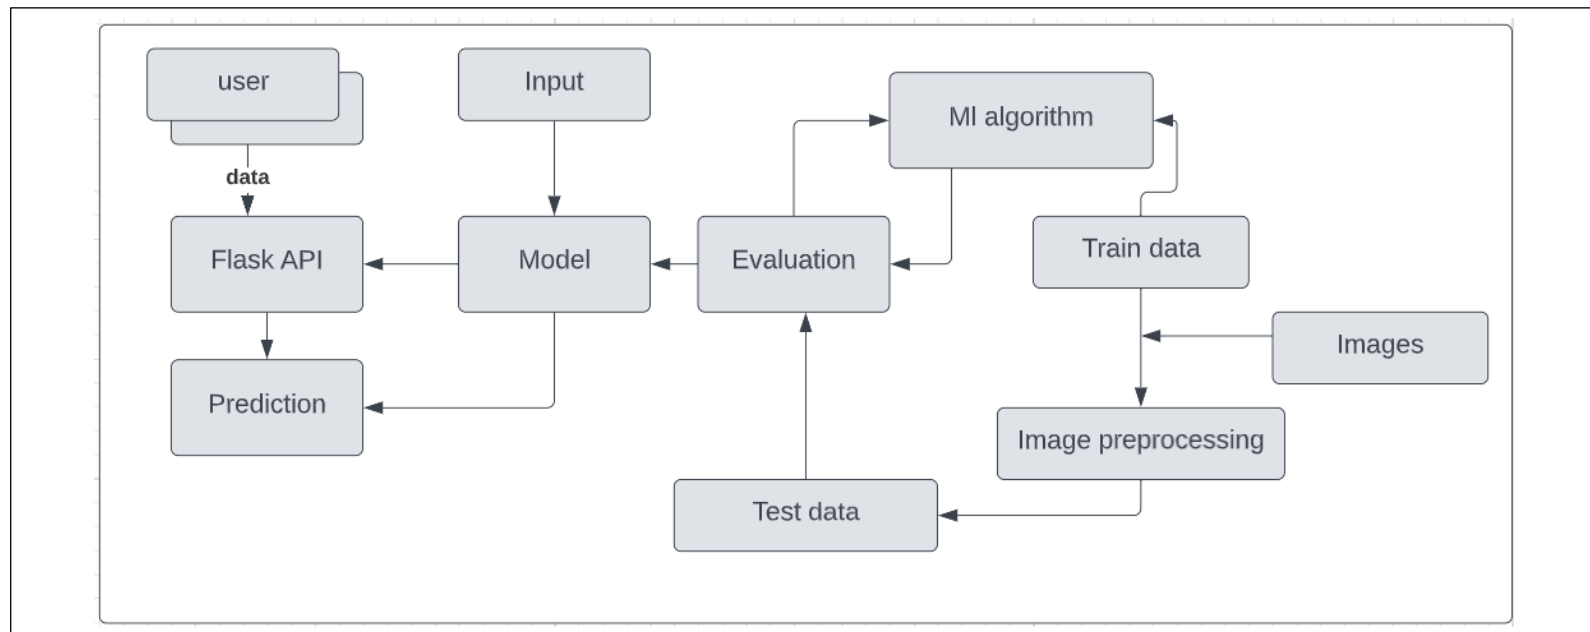 user
Input
Ml algorithm
data
Flask API
Model
Evaluation
Train data
Images
Prediction
Image preprocessing
Test data